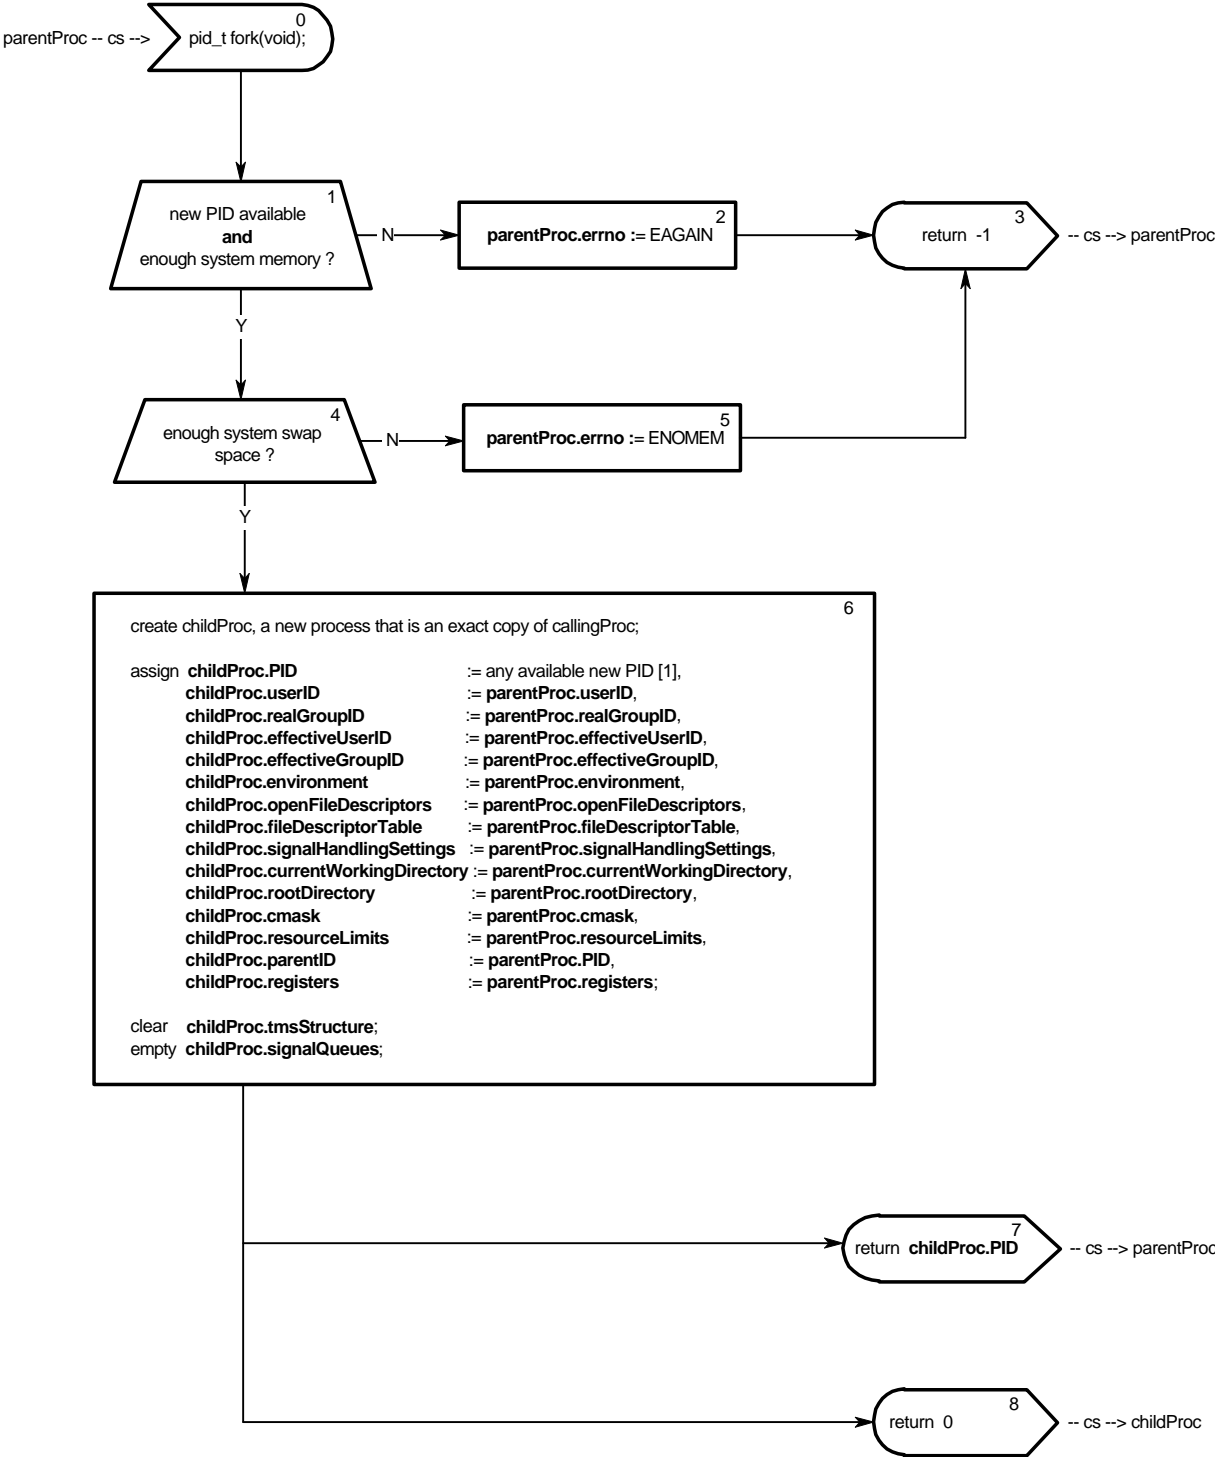 0
parentProc -- cs --> pid_t fork(void);
1
new PID available
and
enough system memory ?
N
2
parentProc.errno := EAGAIN
3
return -1
-- cs --> parentProc
Y
4
enough system swap
space ?
N
5
parentProc.errno := ENOMEM
Y
6
create childProc, a new process that is an exact copy of callingProc;
assign childProc.PID := any available new PID [1],
childProc.userID := parentProc.userID,
childProc.realGroupID := parentProc.realGroupID,
childProc.effectiveUserID := parentProc.effectiveUserID,
childProc.effectiveGroupID := parentProc.effectiveGroupID,
childProc.environment := parentProc.environment,
childProc.openFileDescriptors := parentProc.openFileDescriptors,
childProc.fileDescriptorTable := parentProc.fileDescriptorTable,
childProc.signalHandlingSettings := parentProc.signalHandlingSettings,
childProc.currentWorkingDirectory := parentProc.currentWorkingDirectory,
childProc.rootDirectory := parentProc.rootDirectory,
childProc.cmask := parentProc.cmask,
childProc.resourceLimits := parentProc.resourceLimits,
childProc.parentID := parentProc.PID,
childProc.registers := parentProc.registers;
clear childProc.tmsStructure;
empty childProc.signalQueues;
7
return childProc.PID
-- cs --> parentProc
8
return 0
-- cs --> childProc